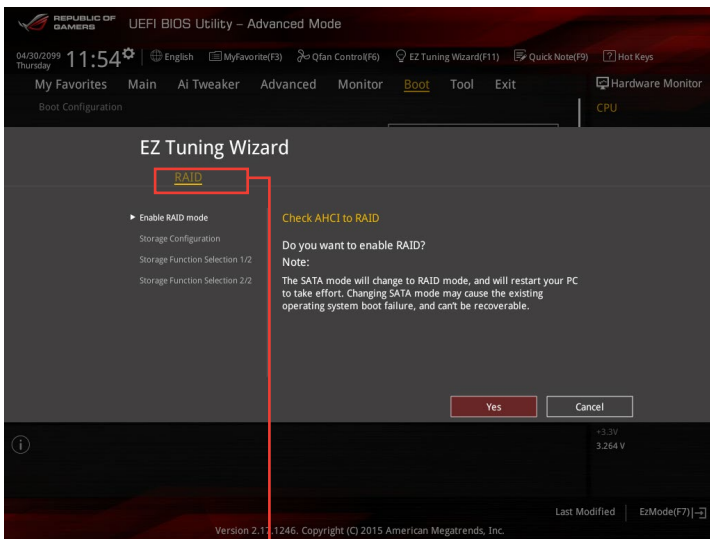 REPUBLIC OF
GAMERS
UEFI BIOS Utility – Advanced Mode
04/30/2099
Thursday
11:54
English
MyFavorite(F3)
Qfan Control(F6)
EZ Tuning Wizard(F11)
Quick Note(F9)
? Hot Keys
My Favorites
Main
Ai Tweaker
Advanced
Monitor
Boot
Tool
Exit
Hardware Monitor
Boot Configuration
CPU
EZ Tuning Wizard
RAID
Enable RAID mode
Storage Configuration
Storage Function Selection 1/2
Storage Function Selection 2/2
Check AHCI to RAID
Do you want to enable RAID?
Note:
The SATA mode will change to RAID mode, and will restart your PC
to take effort. Changing SATA mode may cause the existing
operating system boot failure, and can't be recoverable.
Yes
Cancel
+3.3V
3.264 V
i
Last Modified
EzMode(F7)
Version 2.17.1246. Copyright (C) 2015 American Megatrends, Inc.